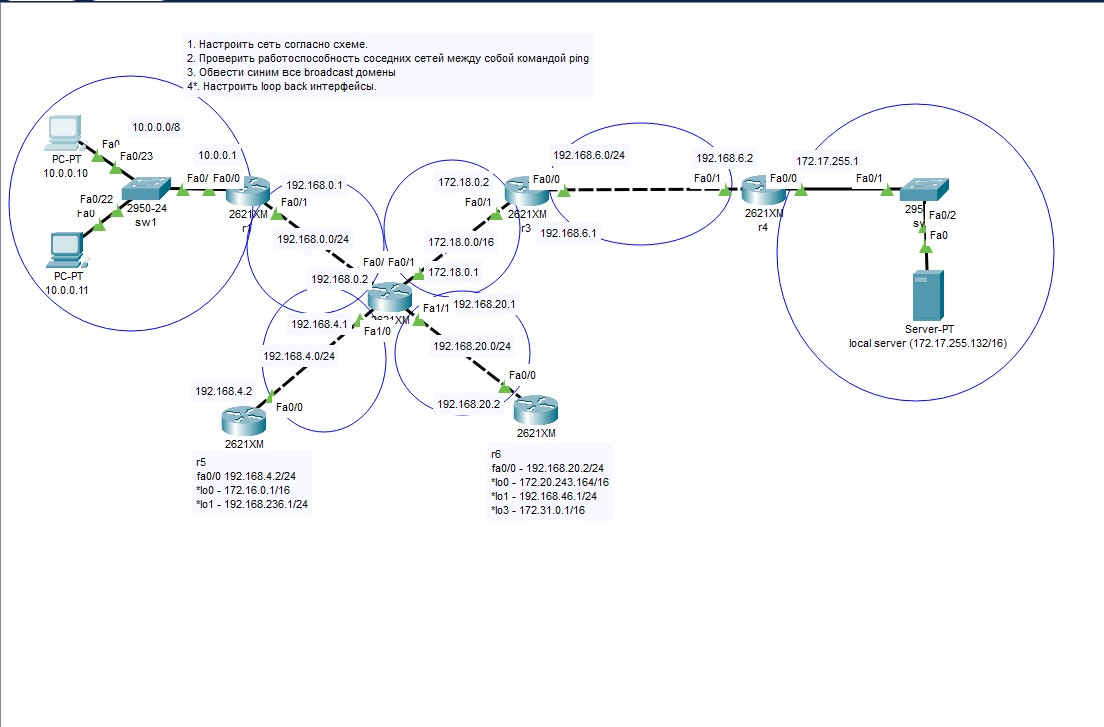 1. Настроить сеть согласно схеме.
2. Проверить работоспособность соседних сетей между собой командой ping
3. Обвести синим все broadcast домены
4*. Настроить loop back интерфейсы.
10.0.0.0/8
Fa0/23
PC-PT
10.0.0.10
10.0.0.1
Fa0/
Fa0/0
Fa0/22
Fa0
2950-24
sw1
PC-PT
10.0.0.11
192.168.0.1
Fa0/1
2621XM
192.168.0.0/24
192.168.0.2
Fa0/
Fa0/1
172.18.0.2
Fa0/1
172.18.0.0/16
172.18.0.1
Fa0/0
2621XM
r3
192.168.6.0/24
192.168.6.1
192.168.6.2
Fa0/1
Fa0/0
2621XM
r4
172.17.255.1
Fa0/1
295
Fa0/2
Fa0
Server-PT
local server (172.17.255.132/16)
192.168.4.1
Fa1/0
192.168.4.0/24
192.168.4.2
Fa0/0
2621XM
Fa1/1
192.168.20.1
192.168.20.0/24
Fa0/0
192.168.20.2
2621XM
r5
fa0/0 192.168.4.2/24
*lo0 - 172.16.0.1/16
*lo1 - 192.168.236.1/24
r6
fa0/0 - 192.168.20.2/24
*lo0 - 172.20.243.164/16
*lo1 - 192.168.46.1/24
*lo3 - 172.31.0.1/16